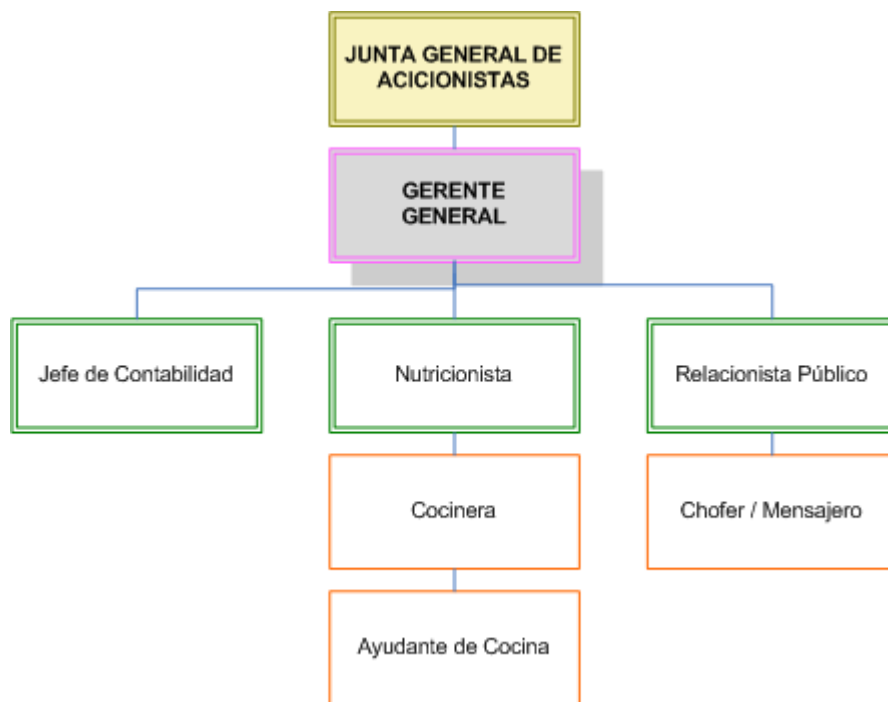 JUNTA GENERAL DE
ACICIONISTAS
GERENTE
GENERAL
Jefe de Contabilidad
Nutricionista
Relacionista Público
Cocinera
Chofer / Mensajero
Ayudante de Cocina